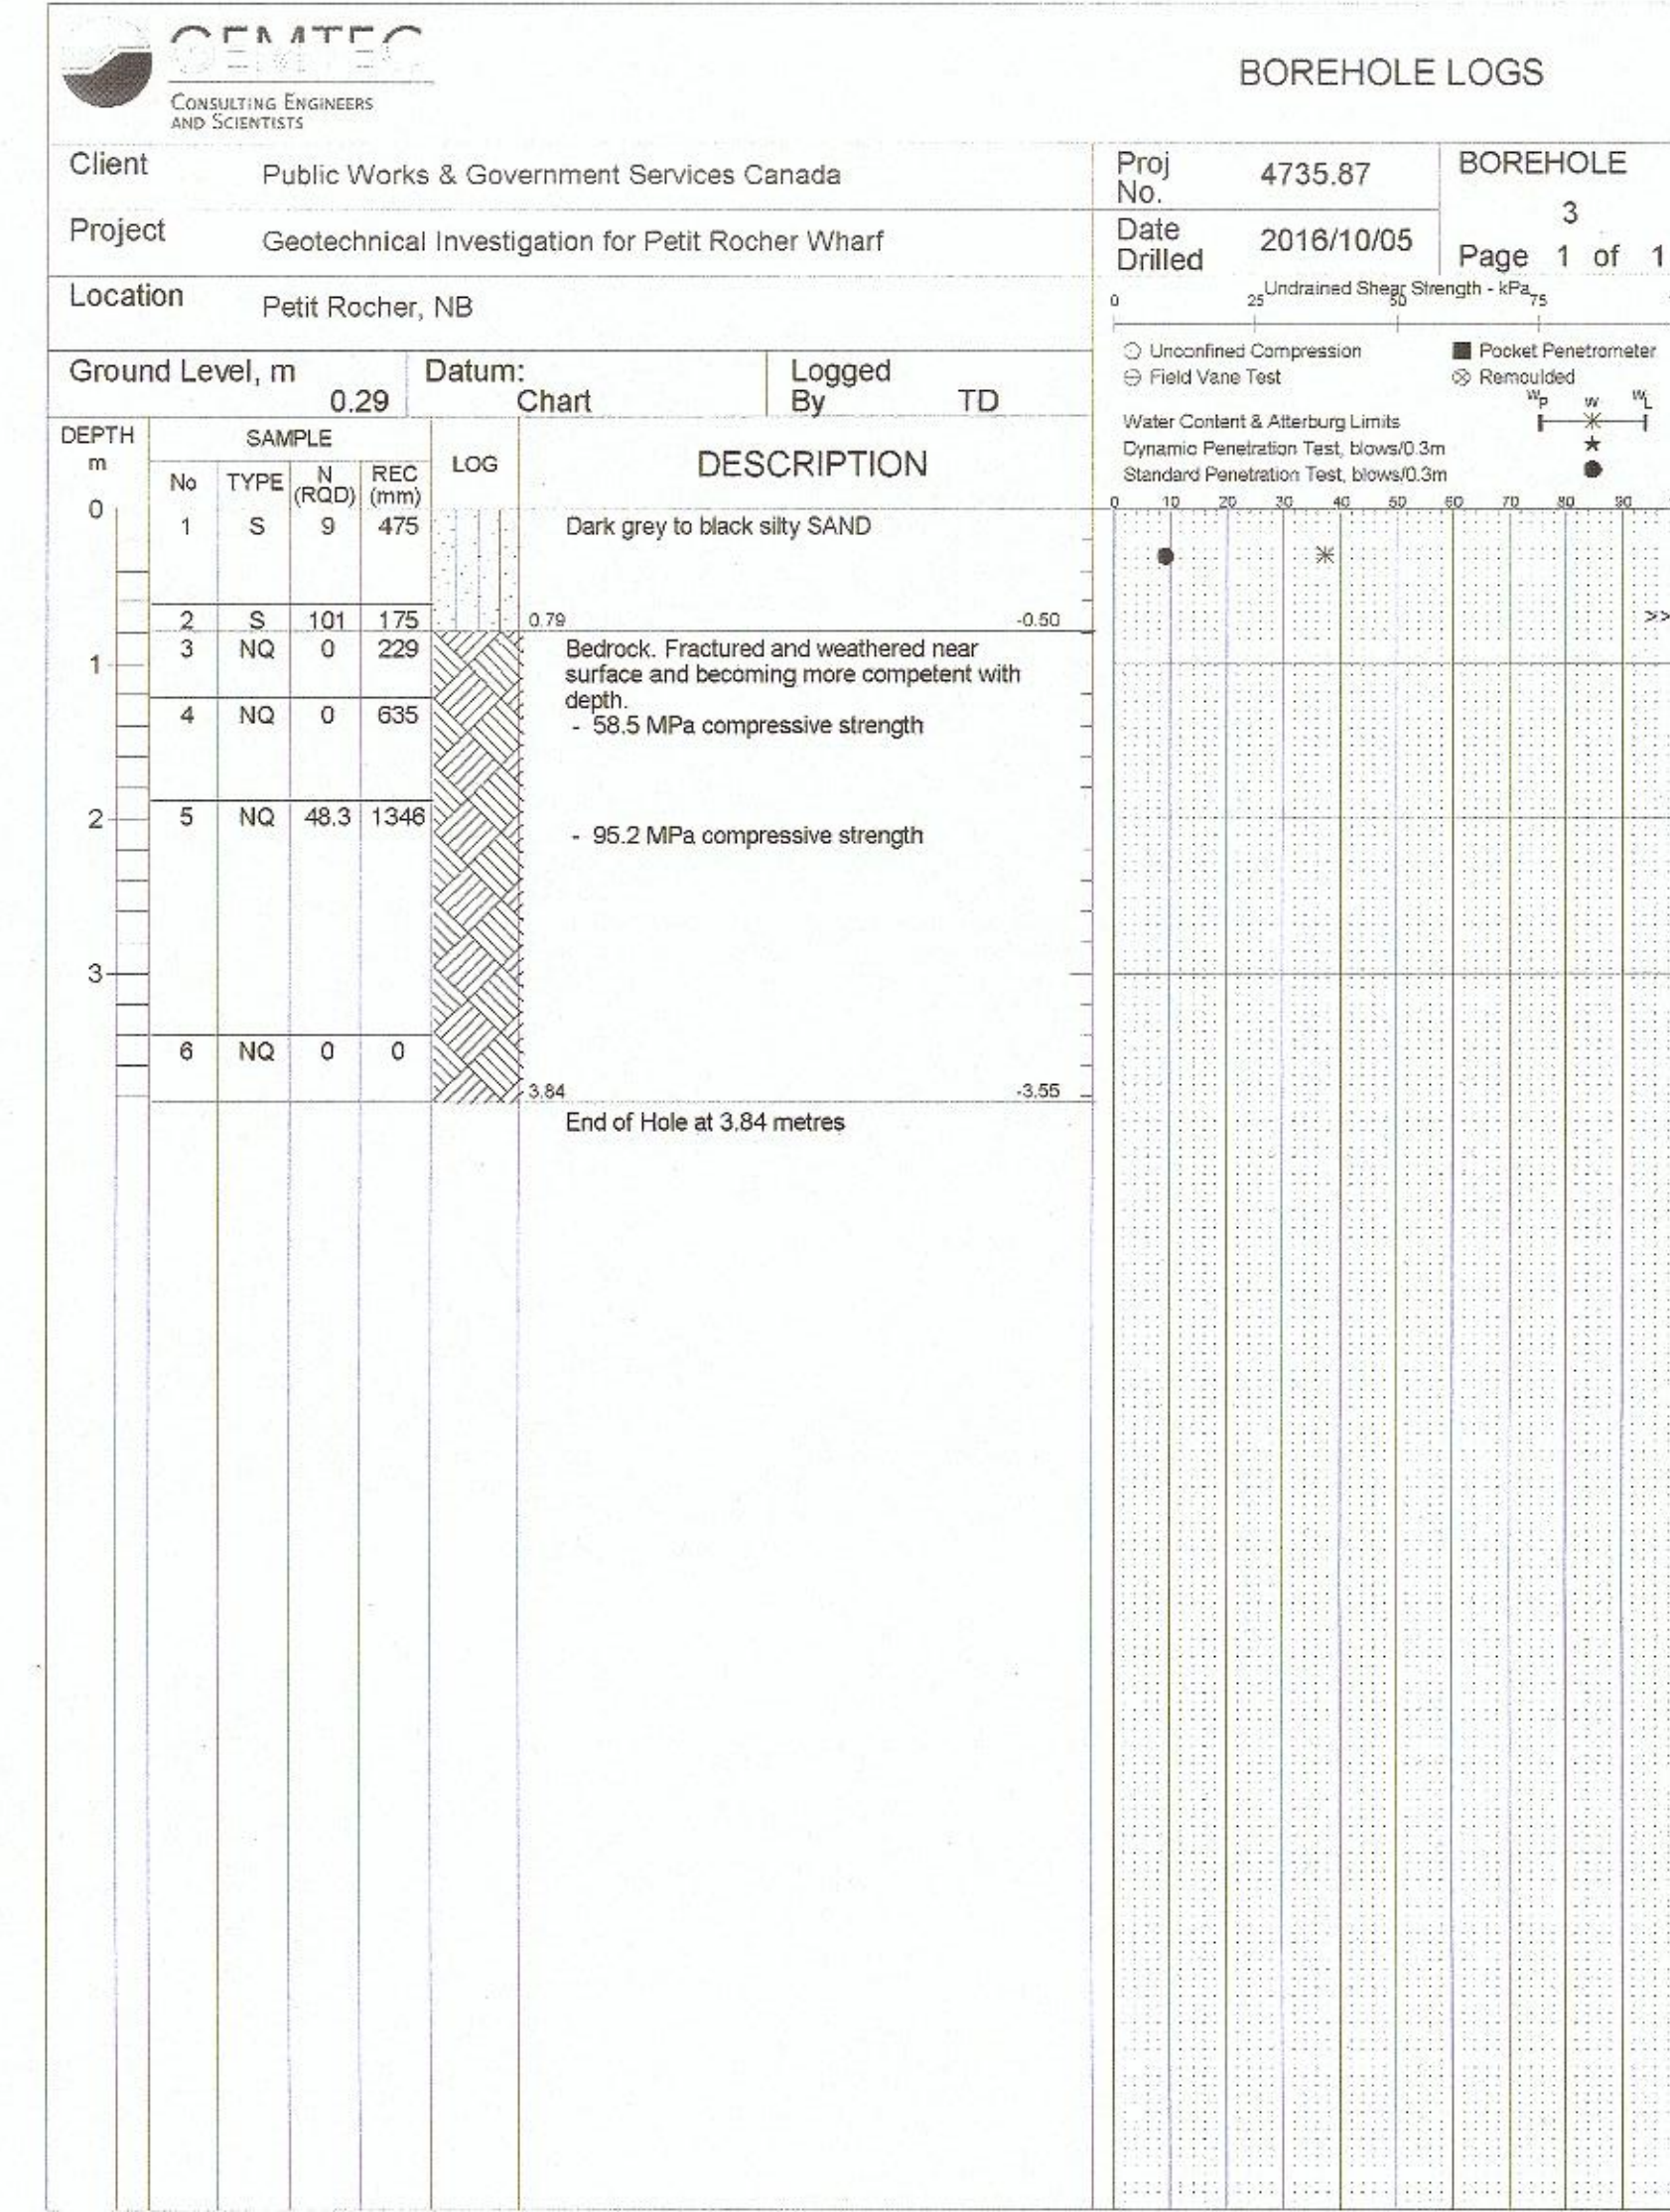 GEMTEC
CONSULTING ENGINEERS
AND SCIENTISTS
BOREHOLE LOGS
Client Public Works & Government Services Canada
Proj No. 4735.87
BOREHOLE
3
Page 1 of 1
Project Geotechnical Investigation for Petit Rocher Wharf
Date Drilled 2016/10/05
Location Petit Rocher, NB
Undrained Shear Strength - kPa
0 25 50 75
Ground Level, m 0.29
Datum: Chart
Logged By TD
Unconfined Compression
Pocket Penetrometer
Field Vane Test
Remoulded
Wp W WL
Water Content & Atterburg Limits
Dynamic Penetration Test, blows/0.3m
Standard Penetration Test, blows/0.3m
0 10 20 30 40 50 60 70 80 90
DEPTH m
SAMPLE
No TYPE N (RQD) REC (mm)
LOG
DESCRIPTION
0
1 S 9 475
Dark grey to black silty SAND
2 S 101 175
0.79 -0.50
>>
3 NQ 0 229
Bedrock. Fractured and weathered near
surface and becoming more competent with
depth.
1
4 NQ 0 635
- 58.5 MPa compressive strength
2
5 NQ 48.3 1346
- 95.2 MPa compressive strength
3
6 NQ 0 0
3.84 -3.55
End of Hole at 3.84 metres